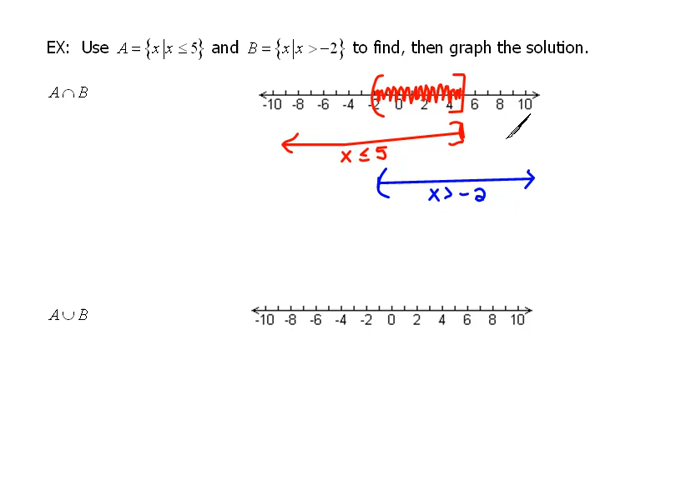 EX: Use A = {x|x ≤ 5} and B = {x|x > −2} to find, then graph the solution.
A∩B
-10 -8 -6 -4 -2 0 2 4 6 8 10
x ≤ 5
x > -2
A∪B
-10 -8 -6 -4 -2 0 2 4 6 8 10